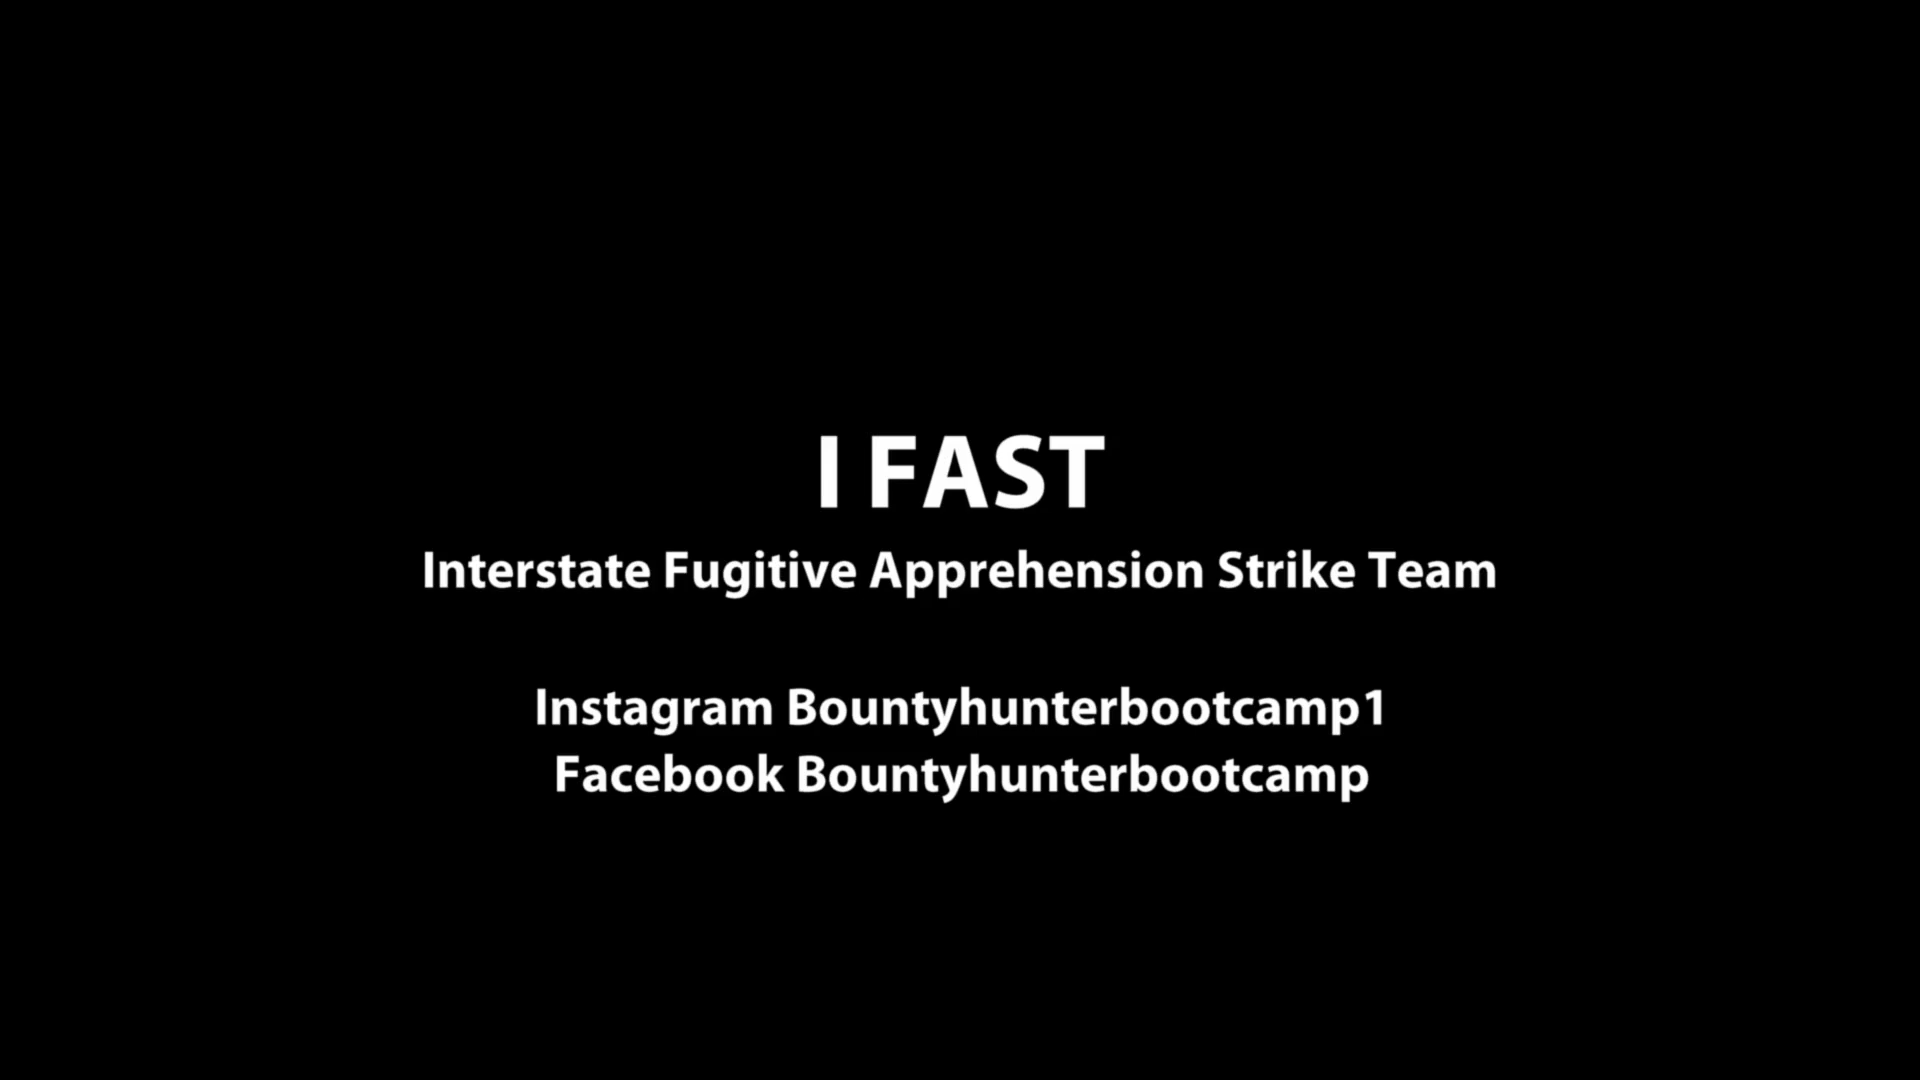 I FAST
Interstate Fugitive Apprehension Strike Team
Instagram Bountyhunterbootcamp1
Facebook Bountyhunterbootcamp